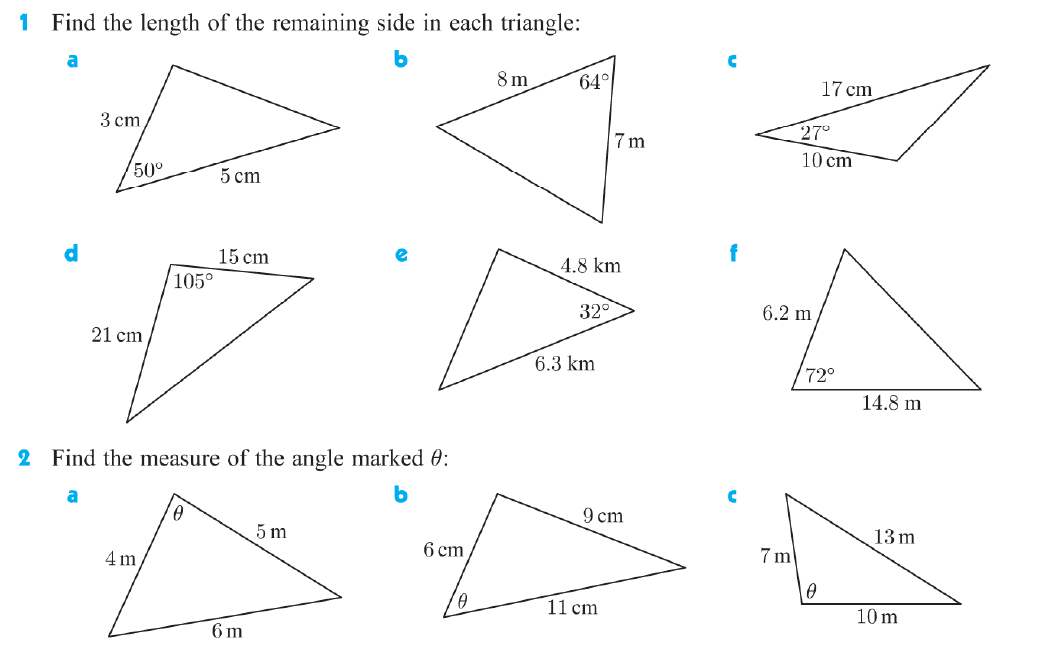 1 Find the length of the remaining side in each triangle:
a b c
8 m 64° 17 cm
3 cm 27°
7 m
50° 5 cm 10 cm
d e f
15 cm 4.8 km
105° 32° 6.2 m
21 cm
6.3 km 72°
14.8 m
2 Find the measure of the angle marked θ:
a b c
θ 9 cm
5 m 13 m
4 m 6 cm 7 m
θ 11 cm θ
6 m 10 m